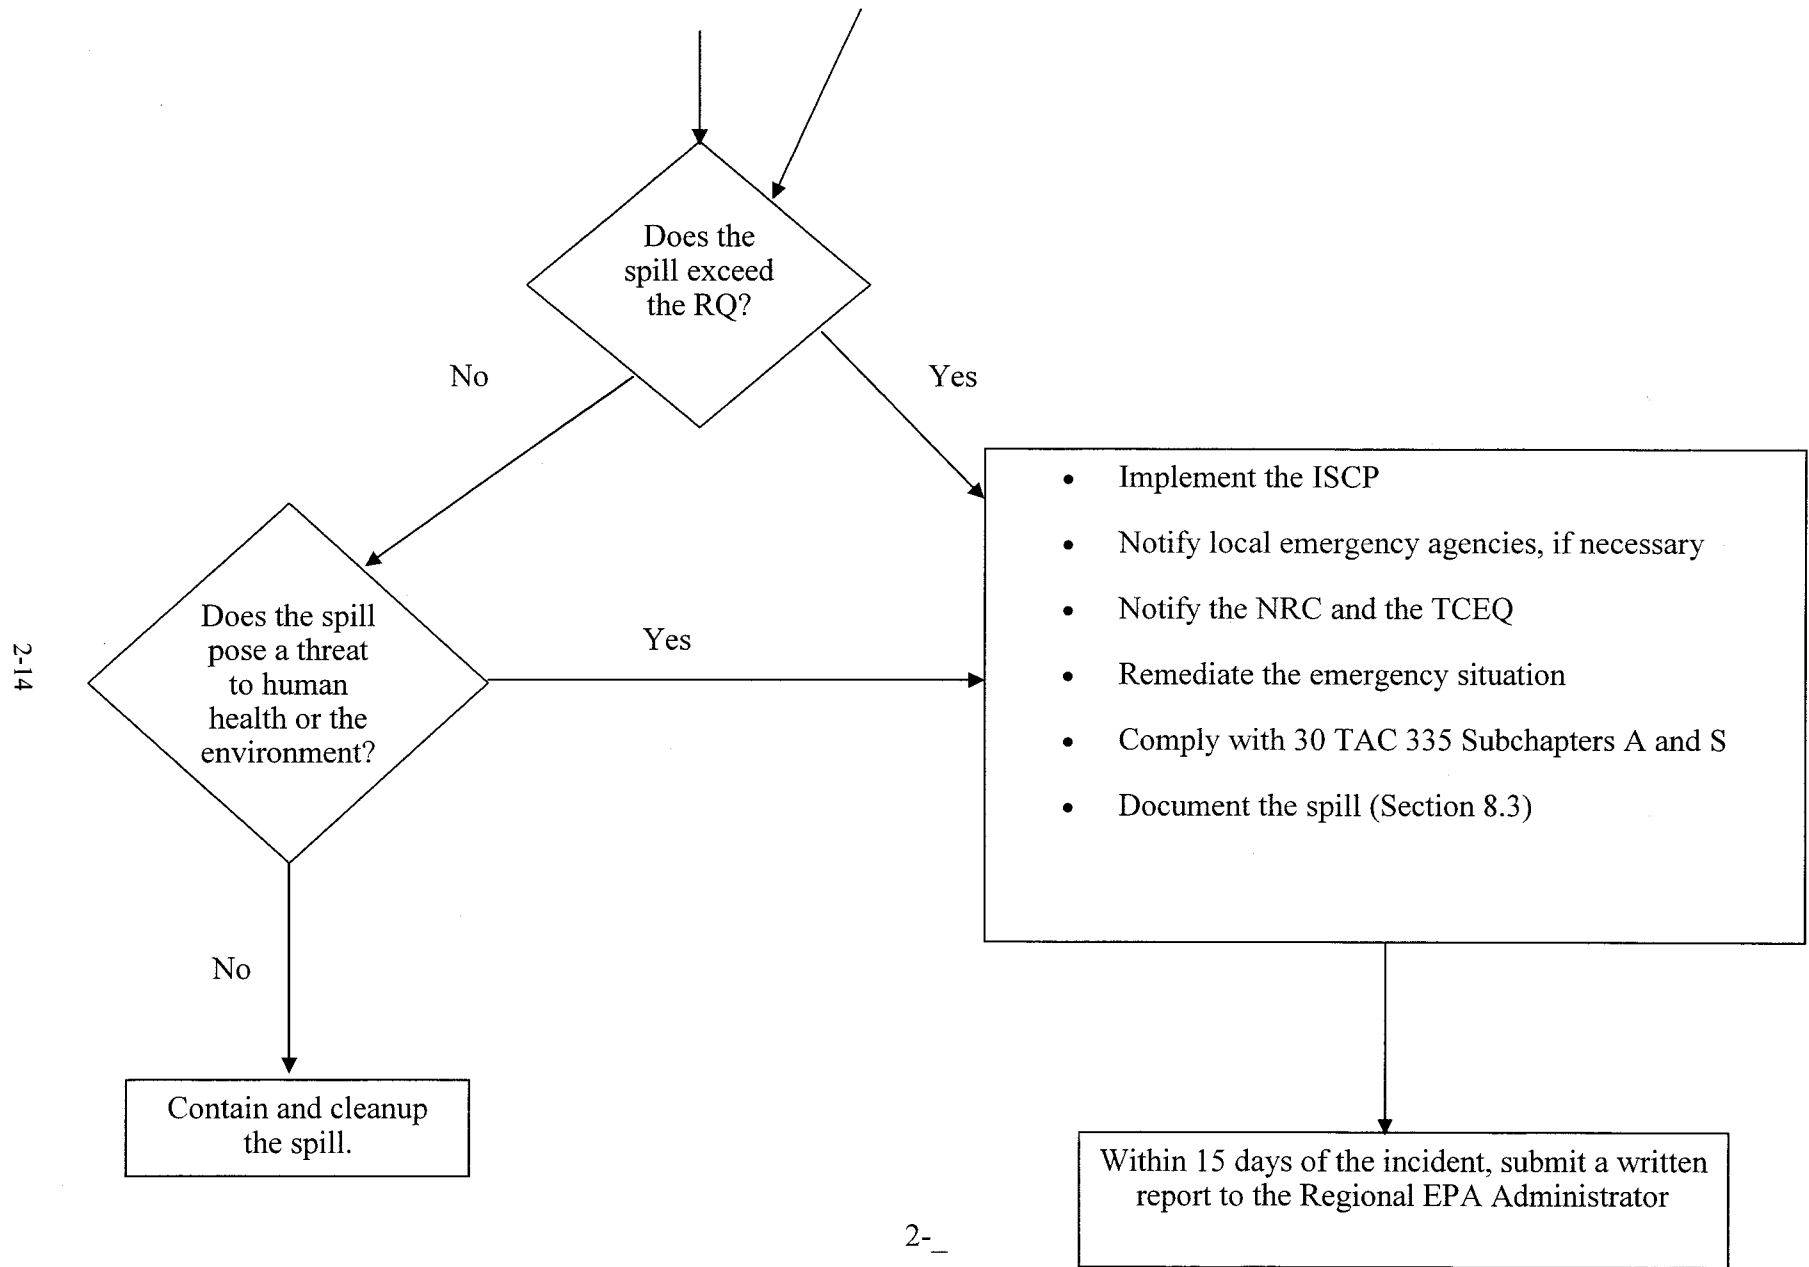 Does the
spill exceed
the RQ?
No
Yes
• Implement the ISCP
• Notify local emergency agencies, if necessary
• Notify the NRC and the TCEQ
• Remediate the emergency situation
• Comply with 30 TAC 335 Subchapters A and S
• Document the spill (Section 8.3)
Does the spill
pose a threat
to human
health or the
environment?
Yes
2-14
No
Contain and cleanup
the spill.
Within 15 days of the incident, submit a written
report to the Regional EPA Administrator
2-_